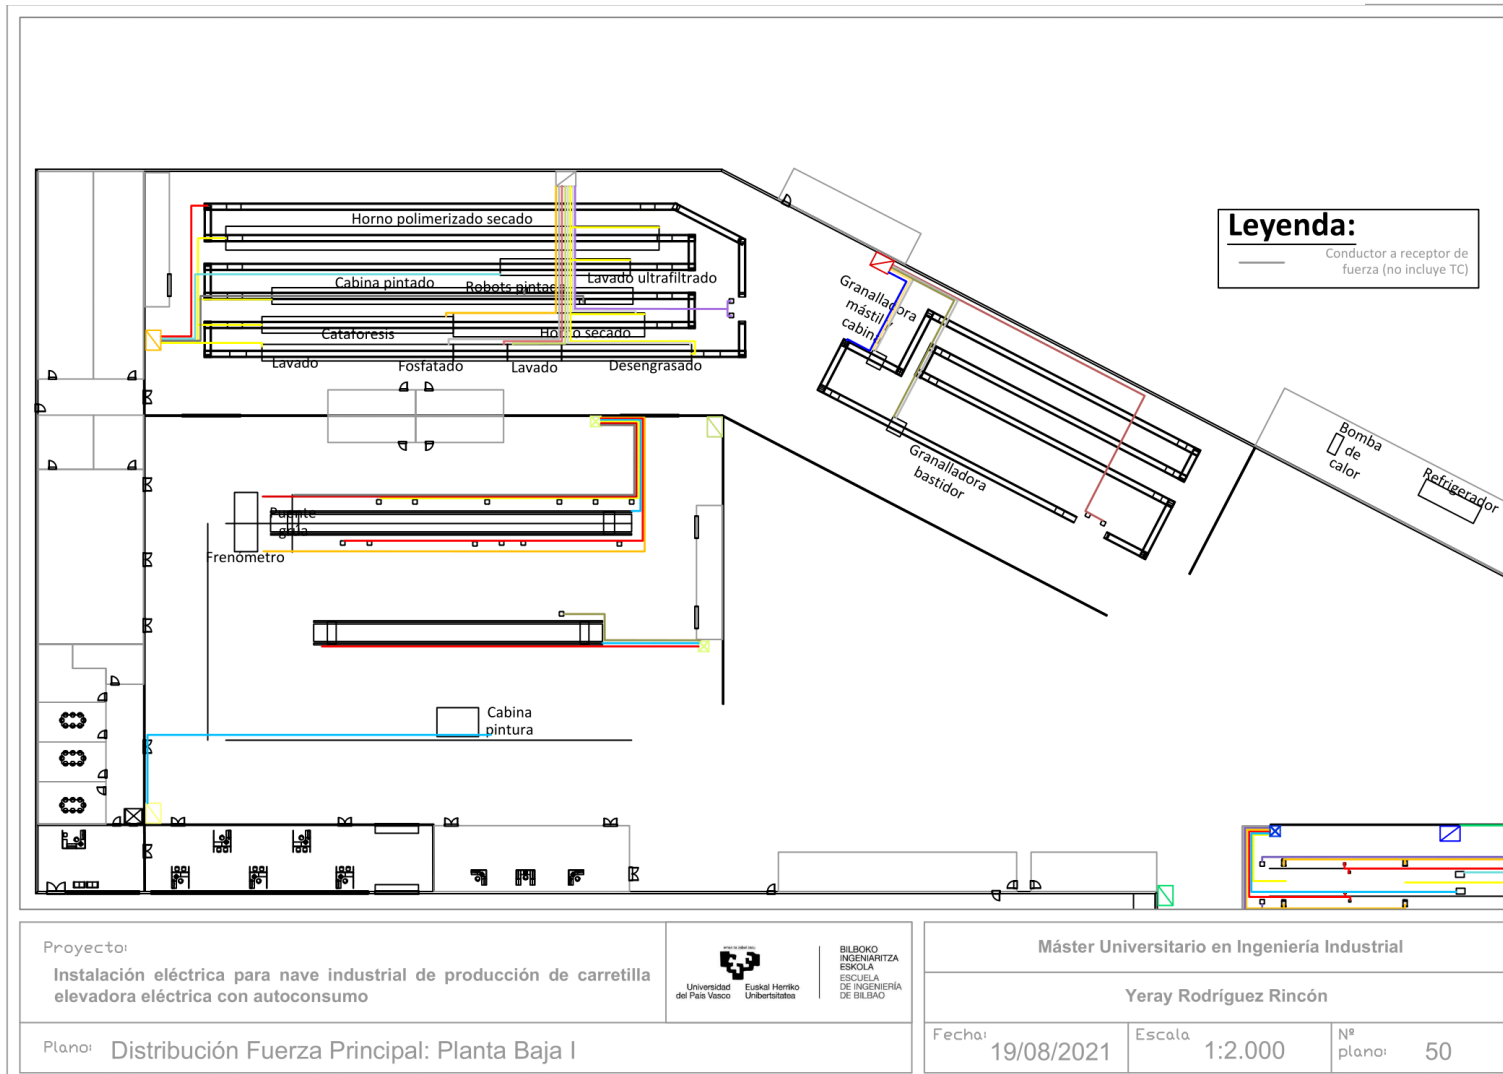 Horno polimerizado secado
Lavado ultrafiltrado
Cabina pintado
Robots pintado
Cataforesis
Horno secado
Lavado
Fosfatado
Lavado
Desengrasado
Granalladora
mástil y
cabina
Granalladora
bastidor
Leyenda:
Conductor a receptor de
fuerza (no incluye TC)
Bomba
de
calor
Refrigerador
Puente
grúa
Frenómetro
Cabina
pintura
Proyecto:
Instalación eléctrica para nave industrial de producción de carretilla
elevadora eléctrica con autoconsumo
Universidad
del País Vasco
Euskal Herriko
Unibertsitatea
BILBOKO
INGENIARITZA
ESKOLA
ESCUELA
DE INGENIERÍA
DE BILBAO
Máster Universitario en Ingeniería Industrial
Yeray Rodríguez Rincón
Plano: Distribución Fuerza Principal: Planta Baja I
Fecha: 19/08/2021
Escala 1:2.000
Nº
plano: 50